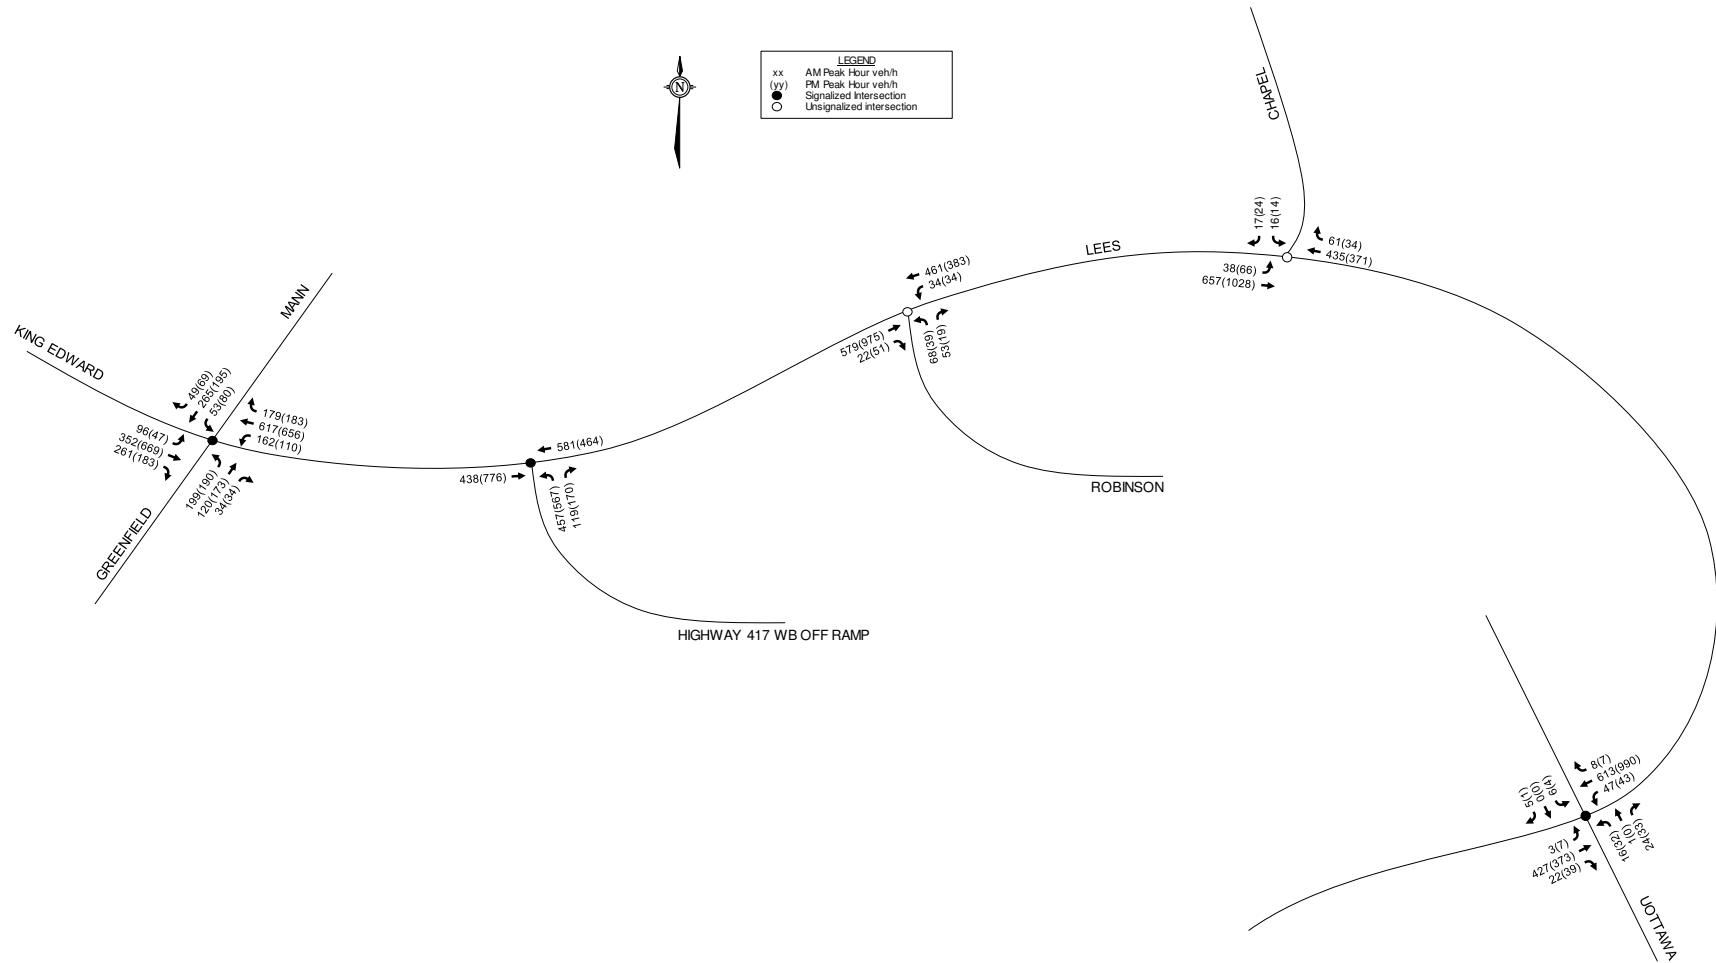 LEGEND
xx AM Peak Hour veh/h
(yy) PM Peak Hour veh/h
Signalized Intersection
Unsignalized intersection
N
CHAPEL
17(24)
16(14)
61(34)
435(371)
38(66)
657(1028)
LEES
461(383)
34(34)
579(975)
22(51)
68(39)
53(19)
ROBINSON
MANN
KING EDWARD
49(69)
265(195)
53(80)
179(183)
617(656)
162(110)
96(47)
352(669)
261(183)
199(190)
120(173)
34(34)
GREENFIELD
581(464)
438(776)
457(567)
119(170)
HIGHWAY 417 WB OFF RAMP
8(7)
613(990)
47(43)
5(1)
0(0)
6(4)
3(7)
427(373)
22(39)
16(32)
1(0)
24(33)
UOTTAWA